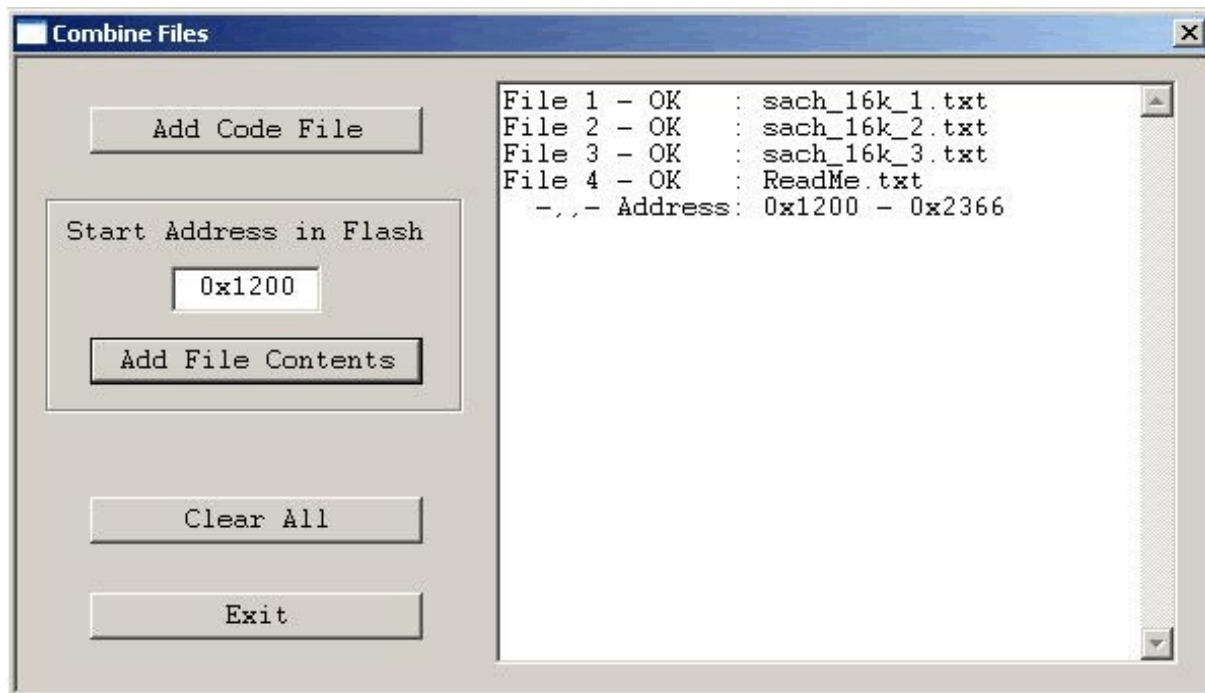 Combine Files
Add Code File
Start Address in Flash
0x1200
Add File Contents
Clear All
Exit
File 1 - OK : sach_16k_1.txt
File 2 - OK : sach_16k_2.txt
File 3 - OK : sach_16k_3.txt
File 4 - OK : ReadMe.txt
-,,- Address: 0x1200 - 0x2366